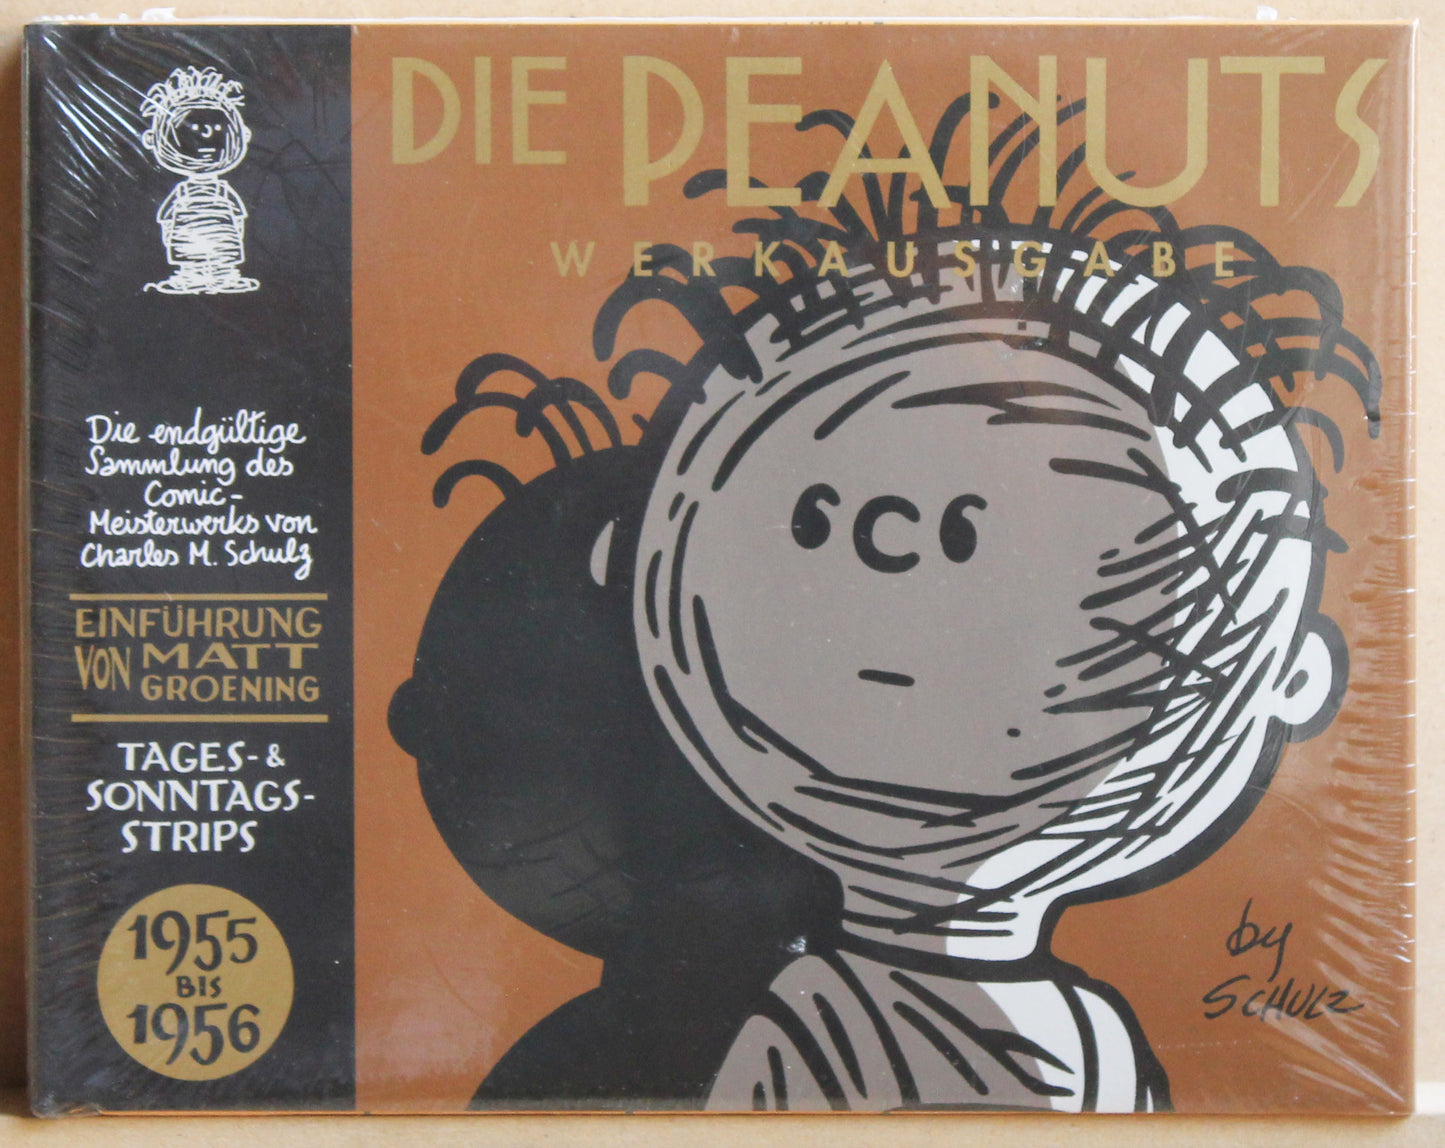 DIE PEANUTS
WERKAUSGABE
Die endgültige
Sammlung des
Comic-
Meisterwerks von
Charles M. Schulz
EINFÜHRUNG
VON MATT
GROENING
TAGES- &
SONNTAGS-
STRIPS
1955
BIS
1956
by
SCHULZ